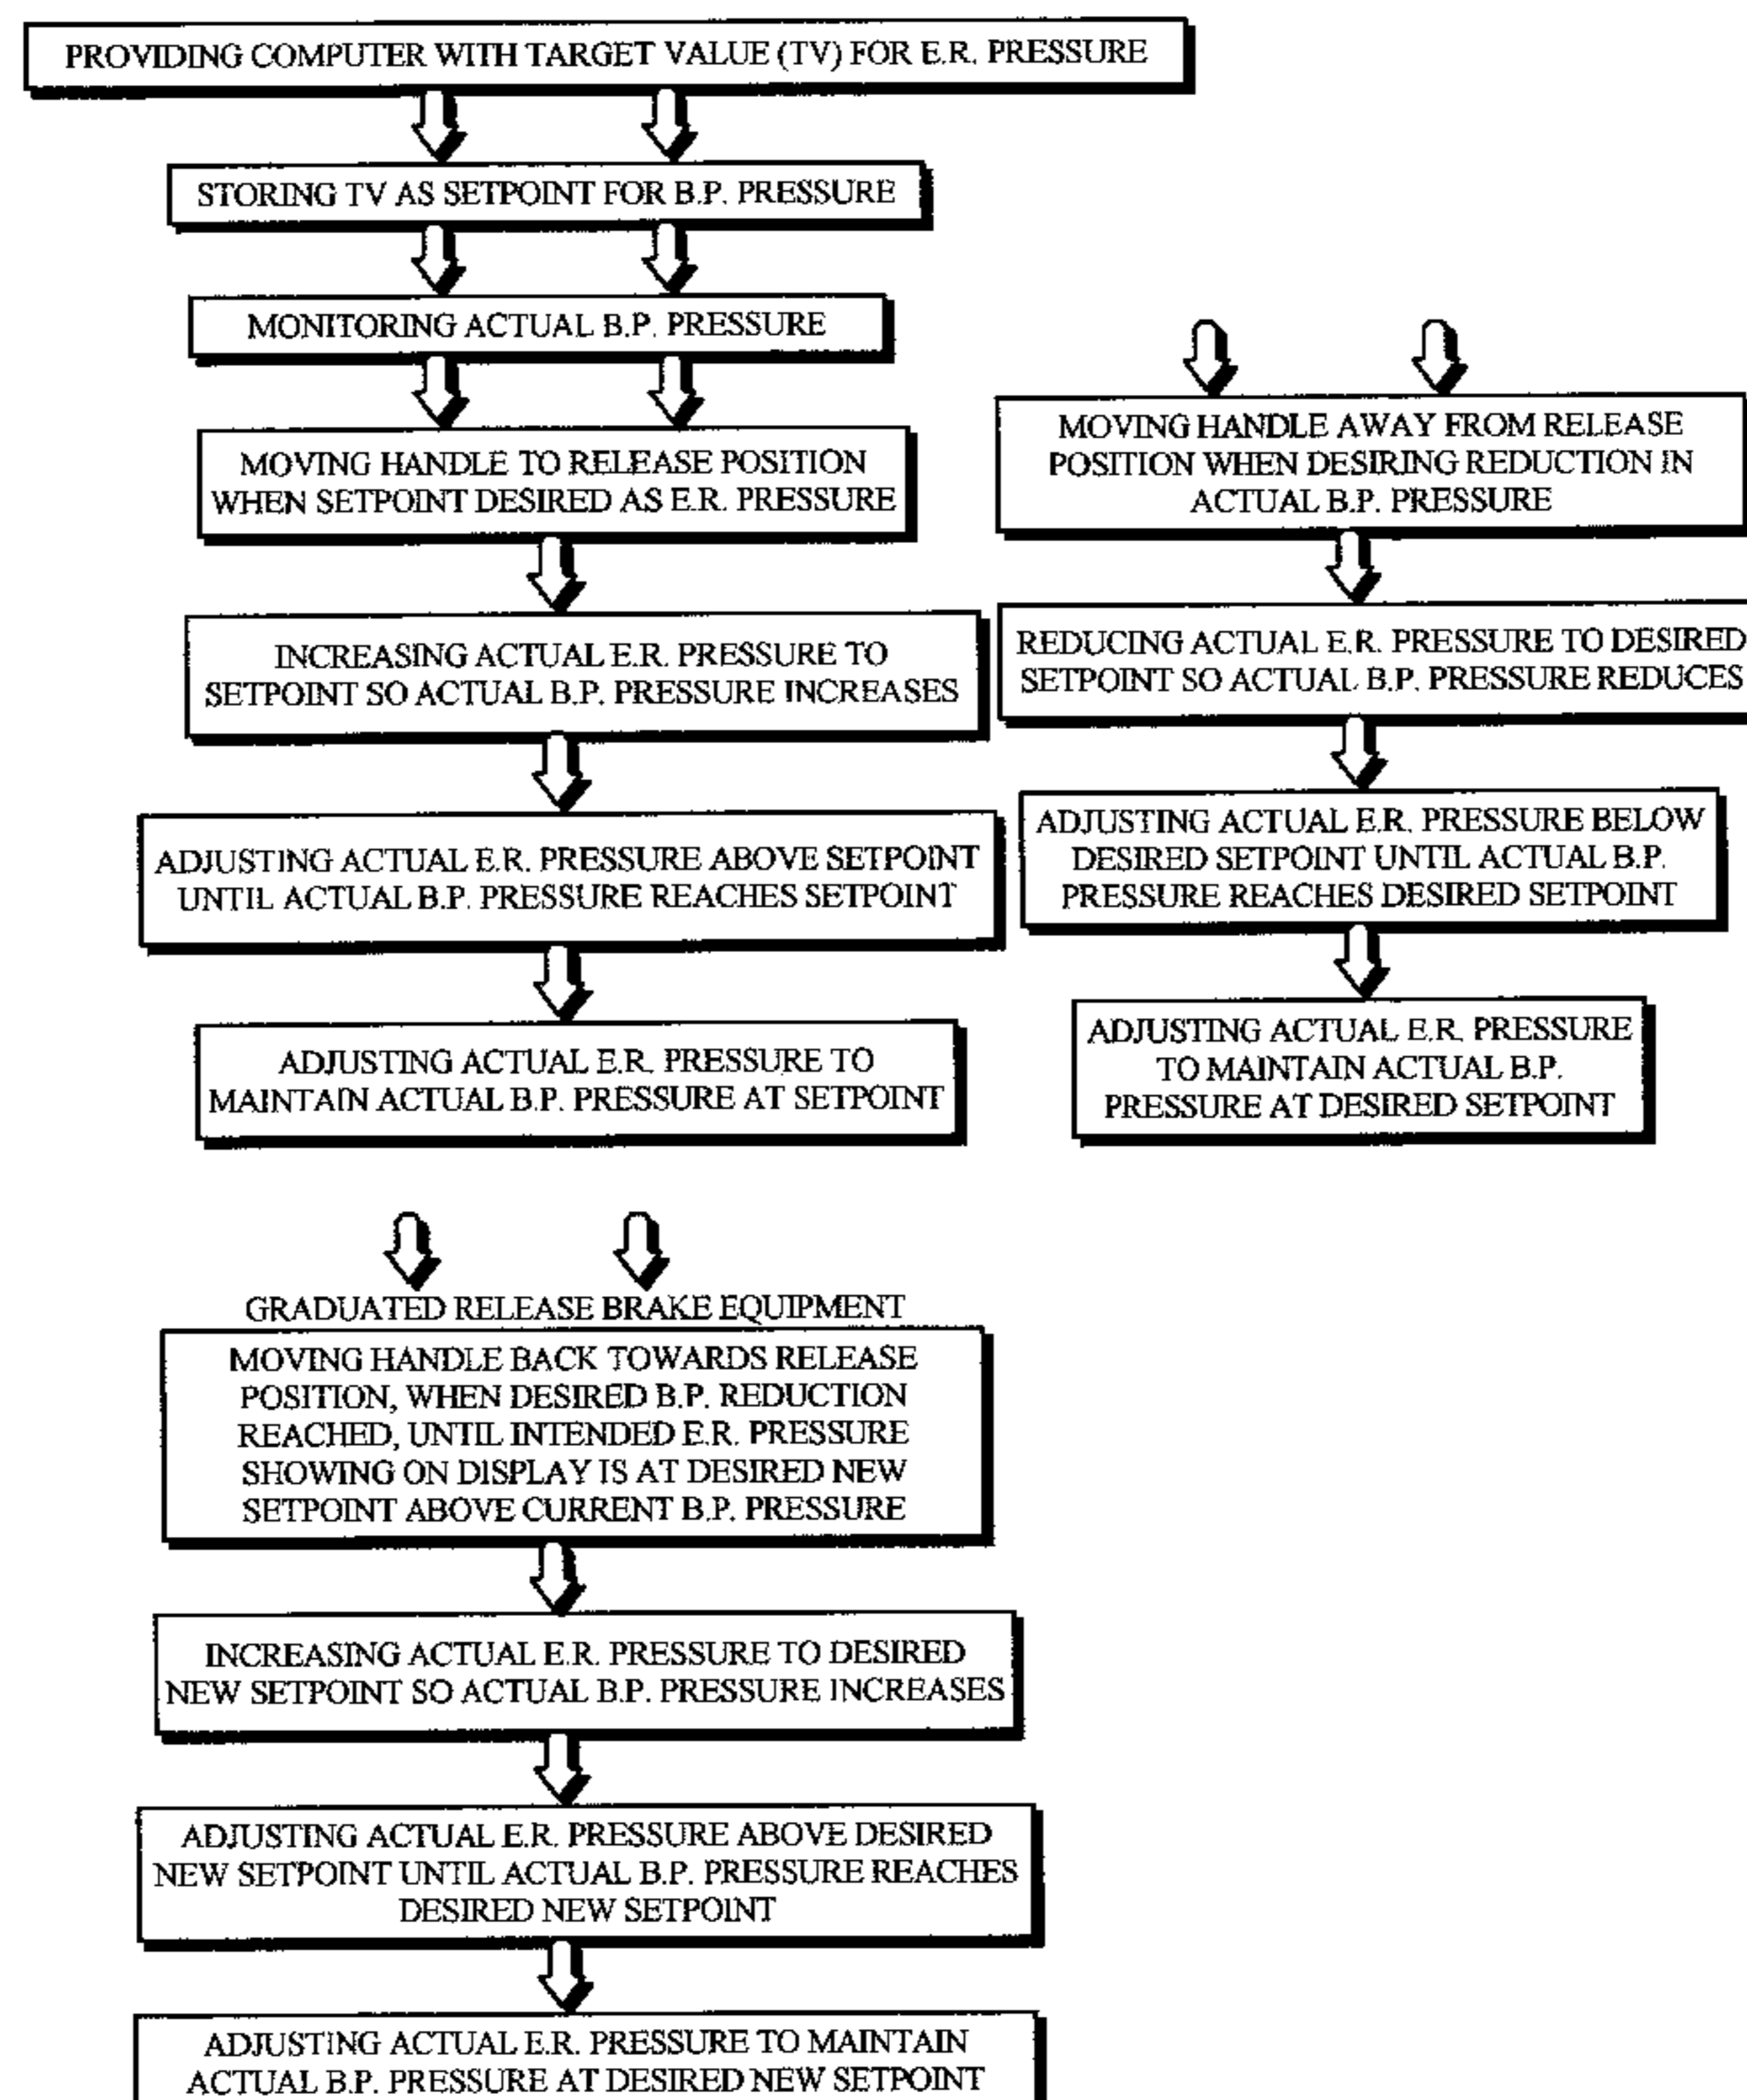 PROVIDING COMPUTER WITH TARGET VALUE (TV) FOR E.R. PRESSURE
STORING TV AS SETPOINT FOR B.P. PRESSURE
MONITORING ACTUAL B.P. PRESSURE
MOVING HANDLE TO RELEASE POSITION
WHEN SETPOINT DESIRED AS E.R. PRESSURE
INCREASING ACTUAL E.R. PRESSURE TO
SETPOINT SO ACTUAL B.P. PRESSURE INCREASES
ADJUSTING ACTUAL E.R. PRESSURE ABOVE SETPOINT
UNTIL ACTUAL B.P. PRESSURE REACHES SETPOINT
ADJUSTING ACTUAL E.R. PRESSURE TO
MAINTAIN ACTUAL B.P. PRESSURE AT SETPOINT
MOVING HANDLE AWAY FROM RELEASE
POSITION WHEN DESIRING REDUCTION IN
ACTUAL B.P. PRESSURE
REDUCING ACTUAL E.R. PRESSURE TO DESIRED
SETPOINT SO ACTUAL B.P. PRESSURE REDUCES
ADJUSTING ACTUAL E.R. PRESSURE BELOW
DESIRED SETPOINT UNTIL ACTUAL B.P.
PRESSURE REACHES DESIRED SETPOINT
ADJUSTING ACTUAL E.R. PRESSURE
TO MAINTAIN ACTUAL B.P.
PRESSURE AT DESIRED SETPOINT
GRADUATED RELEASE BRAKE EQUIPMENT
MOVING HANDLE BACK TOWARDS RELEASE
POSITION, WHEN DESIRED B.P. REDUCTION
REACHED, UNTIL INTENDED E.R. PRESSURE
SHOWING ON DISPLAY IS AT DESIRED NEW
SETPOINT ABOVE CURRENT B.P. PRESSURE
INCREASING ACTUAL E.R. PRESSURE TO DESIRED
NEW SETPOINT SO ACTUAL B.P. PRESSURE INCREASES
ADJUSTING ACTUAL E.R. PRESSURE ABOVE DESIRED
NEW SETPOINT UNTIL ACTUAL B.P. PRESSURE REACHES
DESIRED NEW SETPOINT
ADJUSTING ACTUAL E.R. PRESSURE TO MAINTAIN
ACTUAL B.P. PRESSURE AT DESIRED NEW SETPOINT